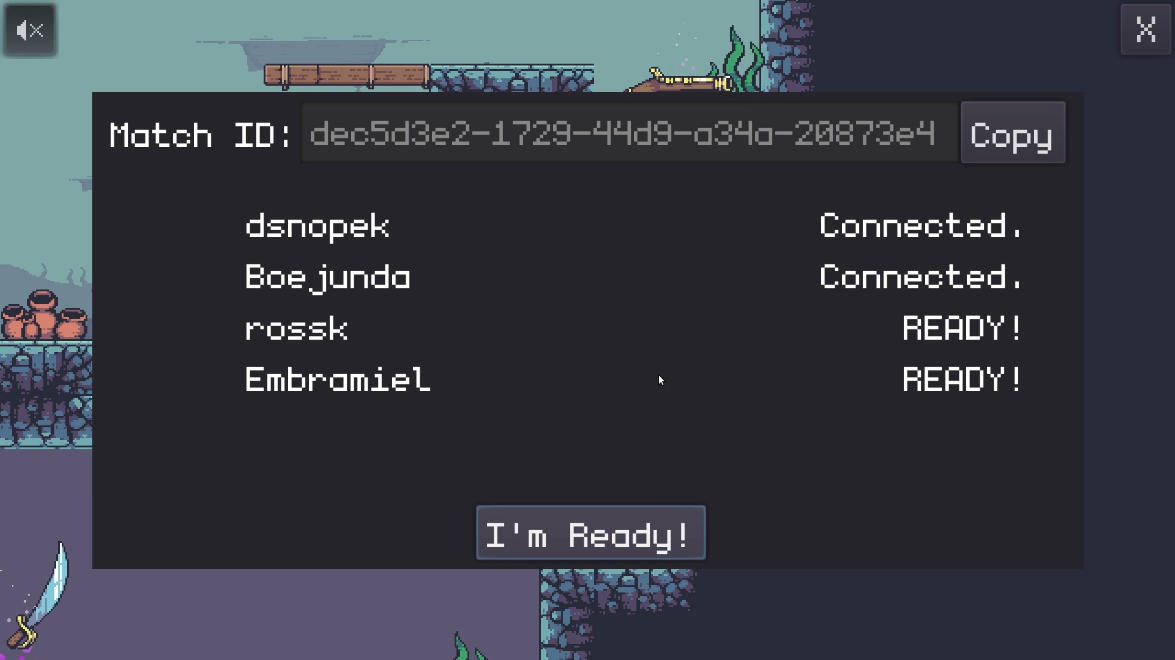 X
Match ID: dec5d3e2-1729-44d9-a34a-20873e4 Copy
dsnopek Connected.
Boejunda Connected.
rossk READY!
Embramiel READY!
I'm Ready!